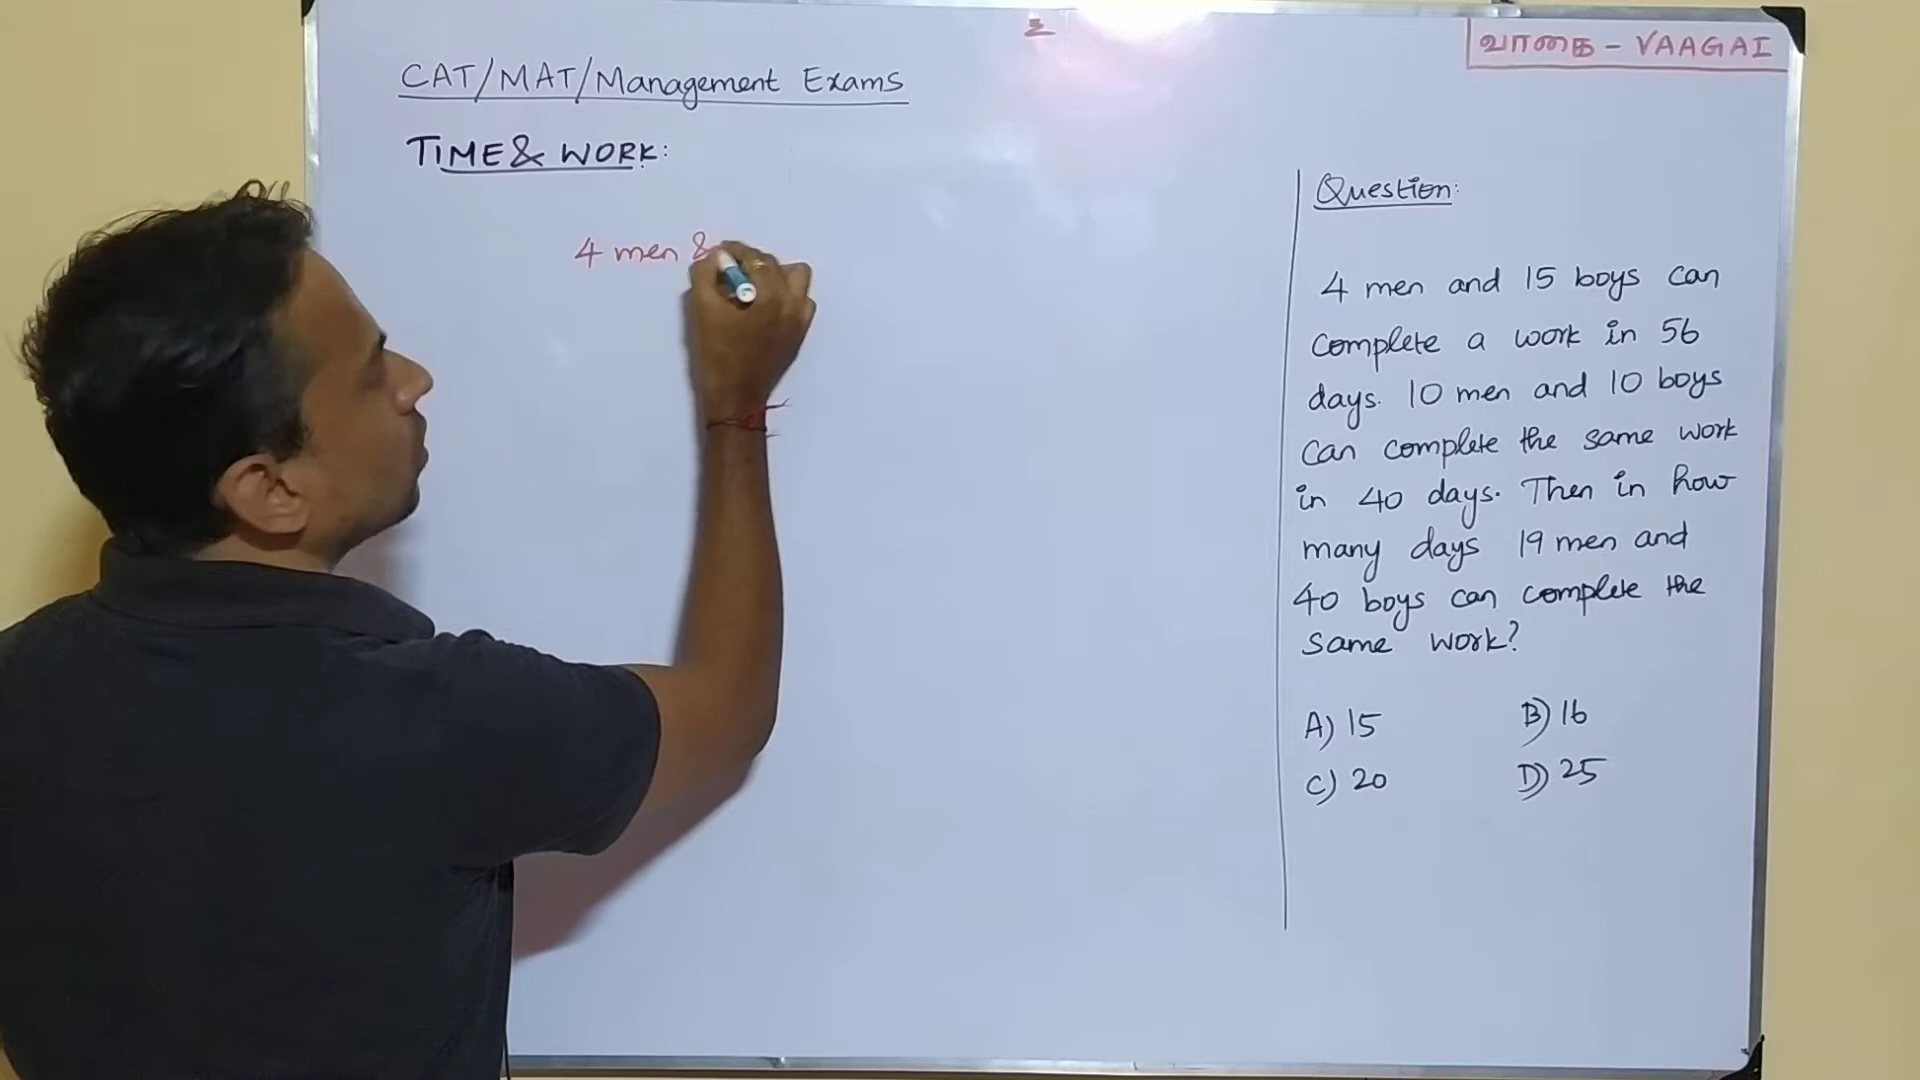 வாகை - VAAGAI
CAT/MAT/Management Exams
TIME & WORK:
4 men &
Question:
4 men and 15 boys can
complete a work in 56
days. 10 men and 10 boys
can complete the same work
in 40 days. Then in how
many days 19 men and
40 boys can complete the
same work?
A) 15 B) 16
C) 20 D) 25